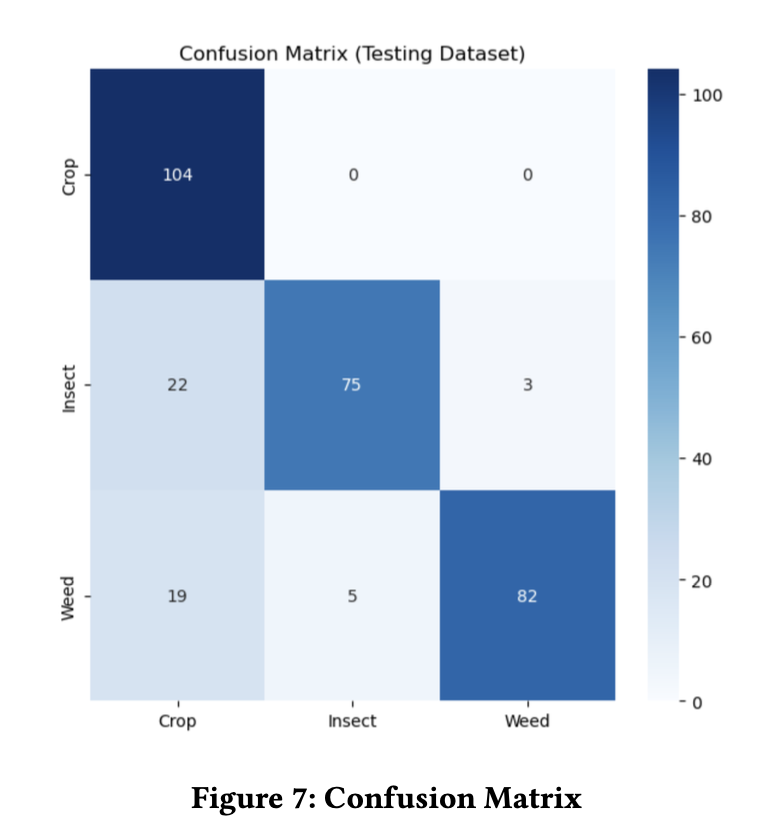 Confusion Matrix (Testing Dataset)
100
Crop
104 0 0
80
60
Insect
22 75 3
40
20
Weed
19 5 82
0
Crop Insect Weed
Figure 7: Confusion Matrix